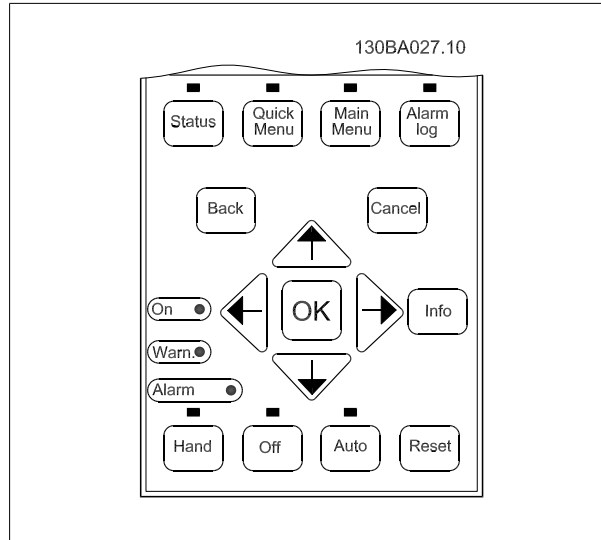 130BA027.10
Status
Quick
Menu
Main
Menu
Alarm
log
Back
Cancel
On
OK
Info
Warn.
Alarm
Hand
Off
Auto
Reset